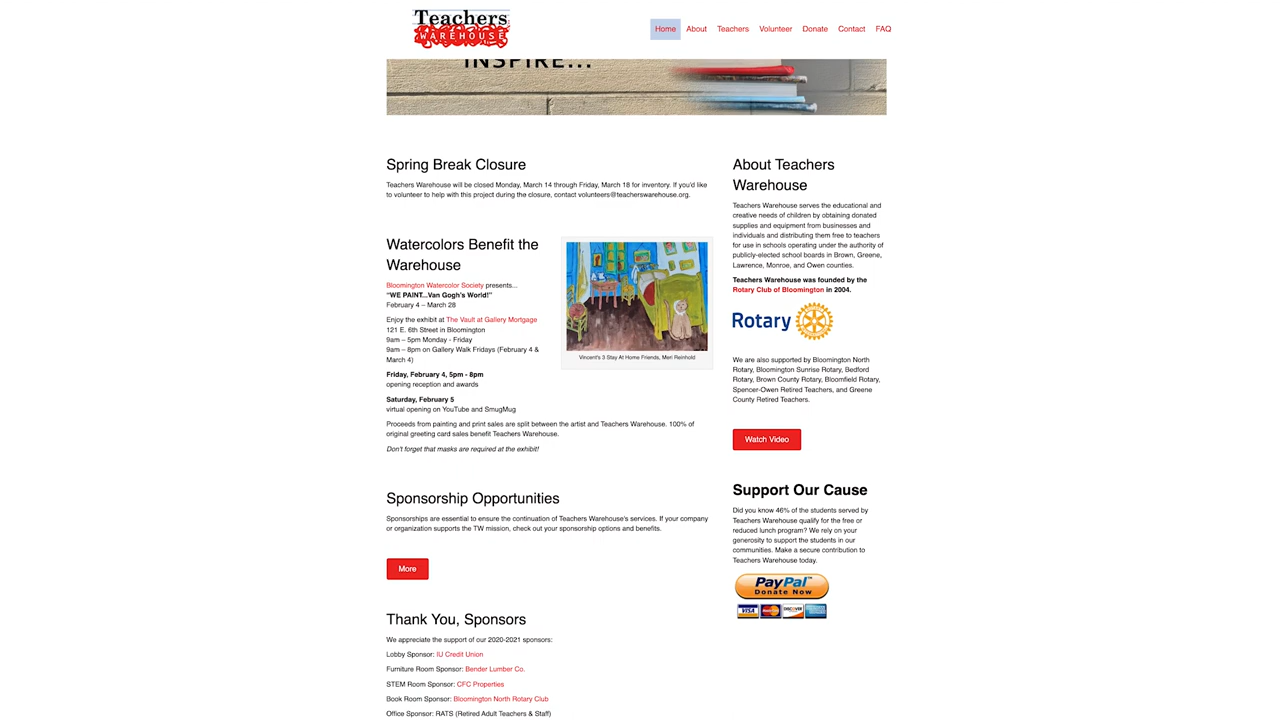 Teachers
WAREHOUSE
Home About Teachers Volunteer Donate Contact FAQ
INSPIRE...
Spring Break Closure
Teachers Warehouse will be closed Monday, March 14 through Friday, March 18 for inventory. If you'd like
to volunteer to help with this project during the closure, contact volunteers@teacherswarehouse.org.
Watercolors Benefit the
Warehouse
Bloomington Watercolor Society presents...
“WE PAINT...Van Gogh's World!”
February 4 – March 28
Enjoy the exhibit at The Vault at Gallery Mortgage
121 E. 6th Street in Bloomington
9am – 5pm Monday - Friday
9am – 8pm on Gallery Walk Fridays (February 4 &
March 4)
Friday, February 4, 5pm - 8pm
opening reception and awards
Saturday, February 5
virtual opening on YouTube and SmugMug
Proceeds from painting and print sales are split between the artist and Teachers Warehouse. 100% of
original greeting card sales benefit Teachers Warehouse.
Don't forget that masks are required at the exhibit!
Vincent's 3 Stay At Home Friends, Meri Reinhold
Sponsorship Opportunities
Sponsorships are essential to ensure the continuation of Teachers Warehouse's services. If your company
or organization supports the TW mission, check out your sponsorship options and benefits.
More
Thank You, Sponsors
We appreciate the support of our 2020-2021 sponsors:
Lobby Sponsor: IU Credit Union
Furniture Room Sponsor: Bender Lumber Co.
STEM Room Sponsor: CFC Properties
Book Room Sponsor: Bloomington North Rotary Club
Office Sponsor: RATS (Retired Adult Teachers & Staff)
About Teachers
Warehouse
Teachers Warehouse serves the educational and
creative needs of children by obtaining donated
supplies and equipment from businesses and
individuals and distributing them free to teachers
for use in schools operating under the authority of
publicly-elected school boards in Brown, Greene,
Lawrence, Monroe, and Owen counties.
Teachers Warehouse was founded by the
Rotary Club of Bloomington in 2004.
Rotary
We are also supported by Bloomington North
Rotary, Bloomington Sunrise Rotary, Bedford
Rotary, Brown County Rotary, Bloomfield Rotary,
Spencer-Owen Retired Teachers, and Greene
County Retired Teachers.
Watch Video
Support Our Cause
Did you know 46% of the students served by
Teachers Warehouse qualify for the free or
reduced lunch program? We rely on your
generosity to support the students in our
communities. Make a secure contribution to
Teachers Warehouse today.
PayPal™
Donate Now
VISA MasterCard DISCOVER